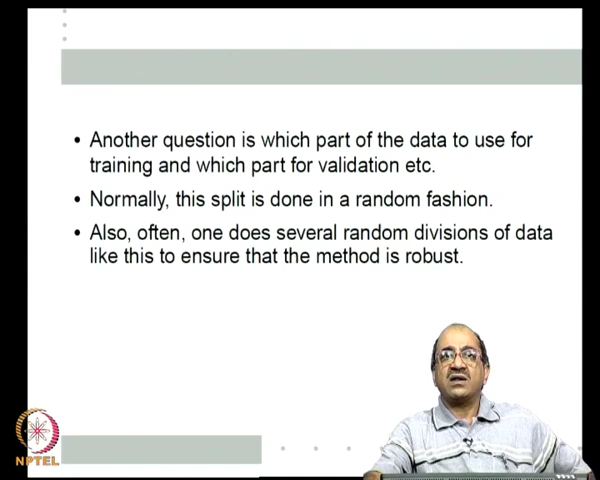 • Another question is which part of the data to use for
training and which part for validation etc.
• Normally, this split is done in a random fashion.
• Also, often, one does several random divisions of data
like this to ensure that the method is robust.
NPTEL